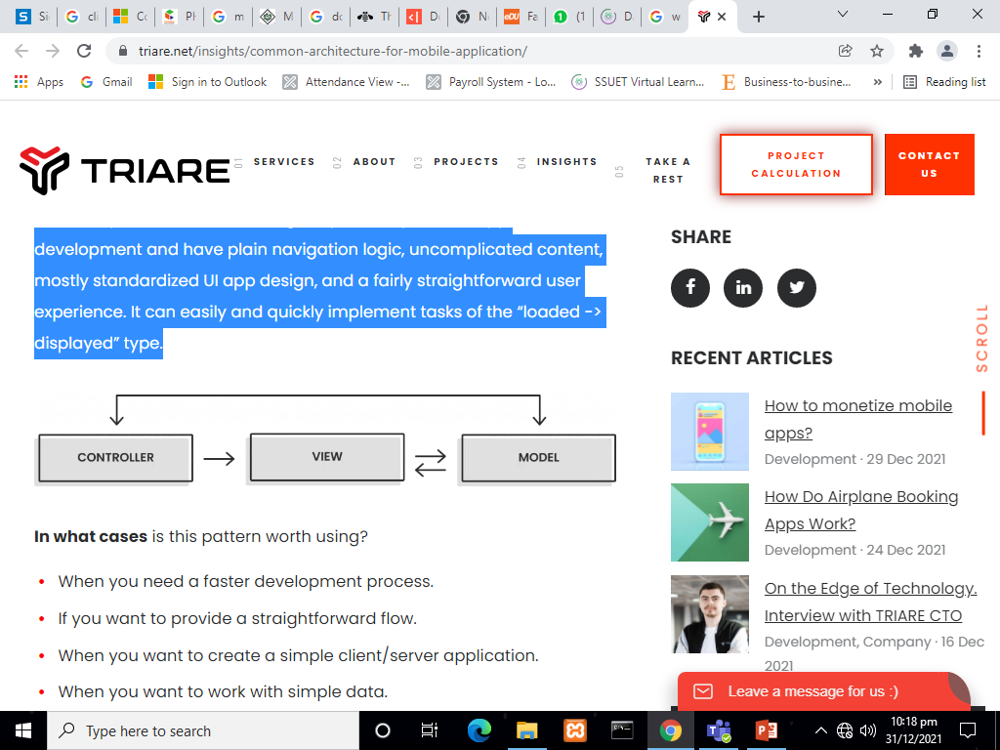 Si
cli
Co
Ph
m
M
do
Th
De
Ne
Fa
(1
D
w
triare.net/insights/common-architecture-for-mobile-application/
Apps
Gmail
Sign in to Outlook
Attendance View -...
Payroll System - Lo...
SSUET Virtual Learn...
Business-to-busine...
»
Reading list
TRIARE
01 SERVICES
02 ABOUT
03 PROJECTS
04 INSIGHTS
05 TAKE A
REST
PROJECT
CALCULATION
CONTACT
US
development and have plain navigation logic, uncomplicated content,
mostly standardized UI app design, and a fairly straightforward user
experience. It can easily and quickly implement tasks of the “loaded ->
displayed” type.
CONTROLLER
VIEW
MODEL
In what cases is this pattern worth using?
• When you need a faster development process.
• If you want to provide a straightforward flow.
• When you want to create a simple client/server application.
• When you want to work with simple data.
SHARE
RECENT ARTICLES
How to monetize mobile
apps?
Development · 29 Dec 2021
How Do Airplane Booking
Apps Work?
Development · 24 Dec 2021
On the Edge of Technology.
Interview with TRIARE CTO
Development, Company · 16 Dec
2021
SCROLL
Leave a message for us :)
Type here to search
10:18 pm
31/12/2021